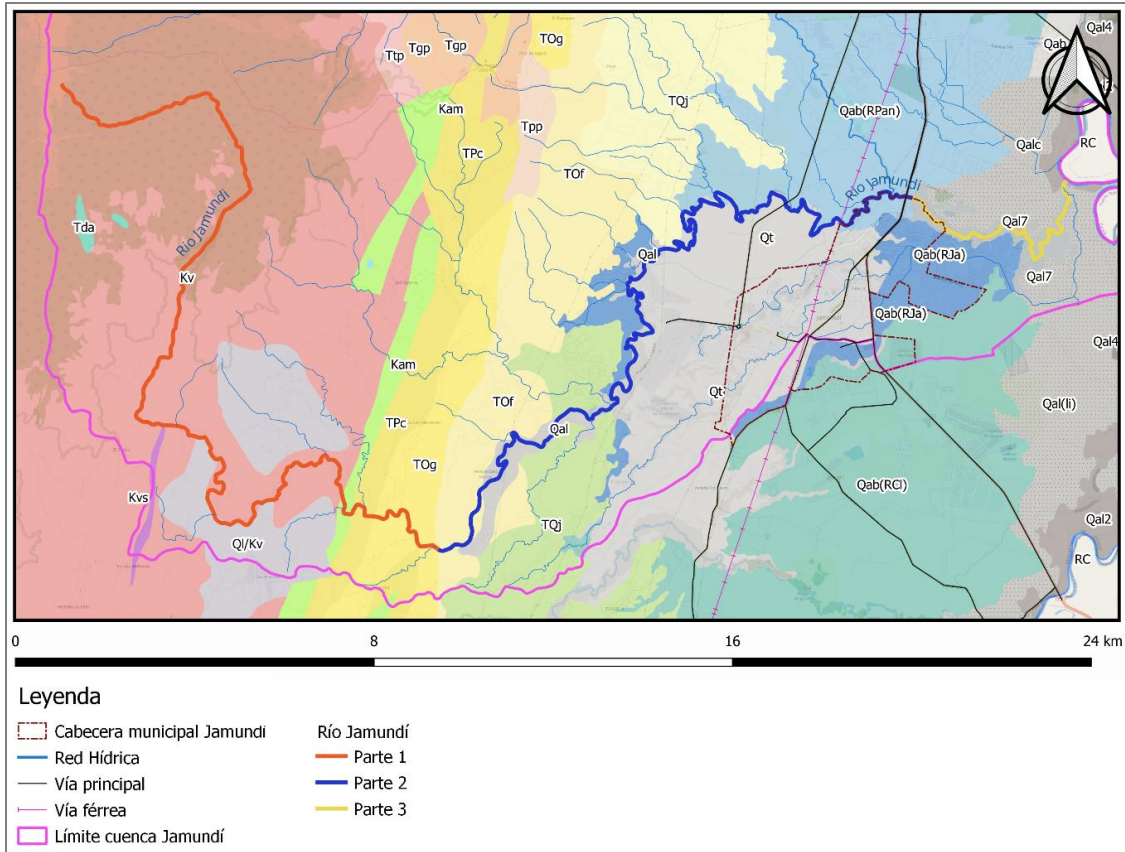 Qal4
Qab
TOg
Tgp
Tgp
Ttp
TQj
Kam
Qab(RPan)
Tpp
Qalc
RC
TPc
TOf
Río Jamundí
Río Jamundí
Tda
Qal7
Qt
Qal
Qab(RJa)
Kv
Qal7
Qab(RJa)
Qal4
Kam
Qt
TOf
Qal(li)
TPc
Qal
TOg
Qab(RCl)
Kvs
Qal2
TQj
Ql/Kv
RC
0 8 16 24 km
Leyenda
Cabecera municipal Jamundí
Red Hídrica
Vía principal
Vía férrea
Límite cuenca Jamundí
Río Jamundí
Parte 1
Parte 2
Parte 3